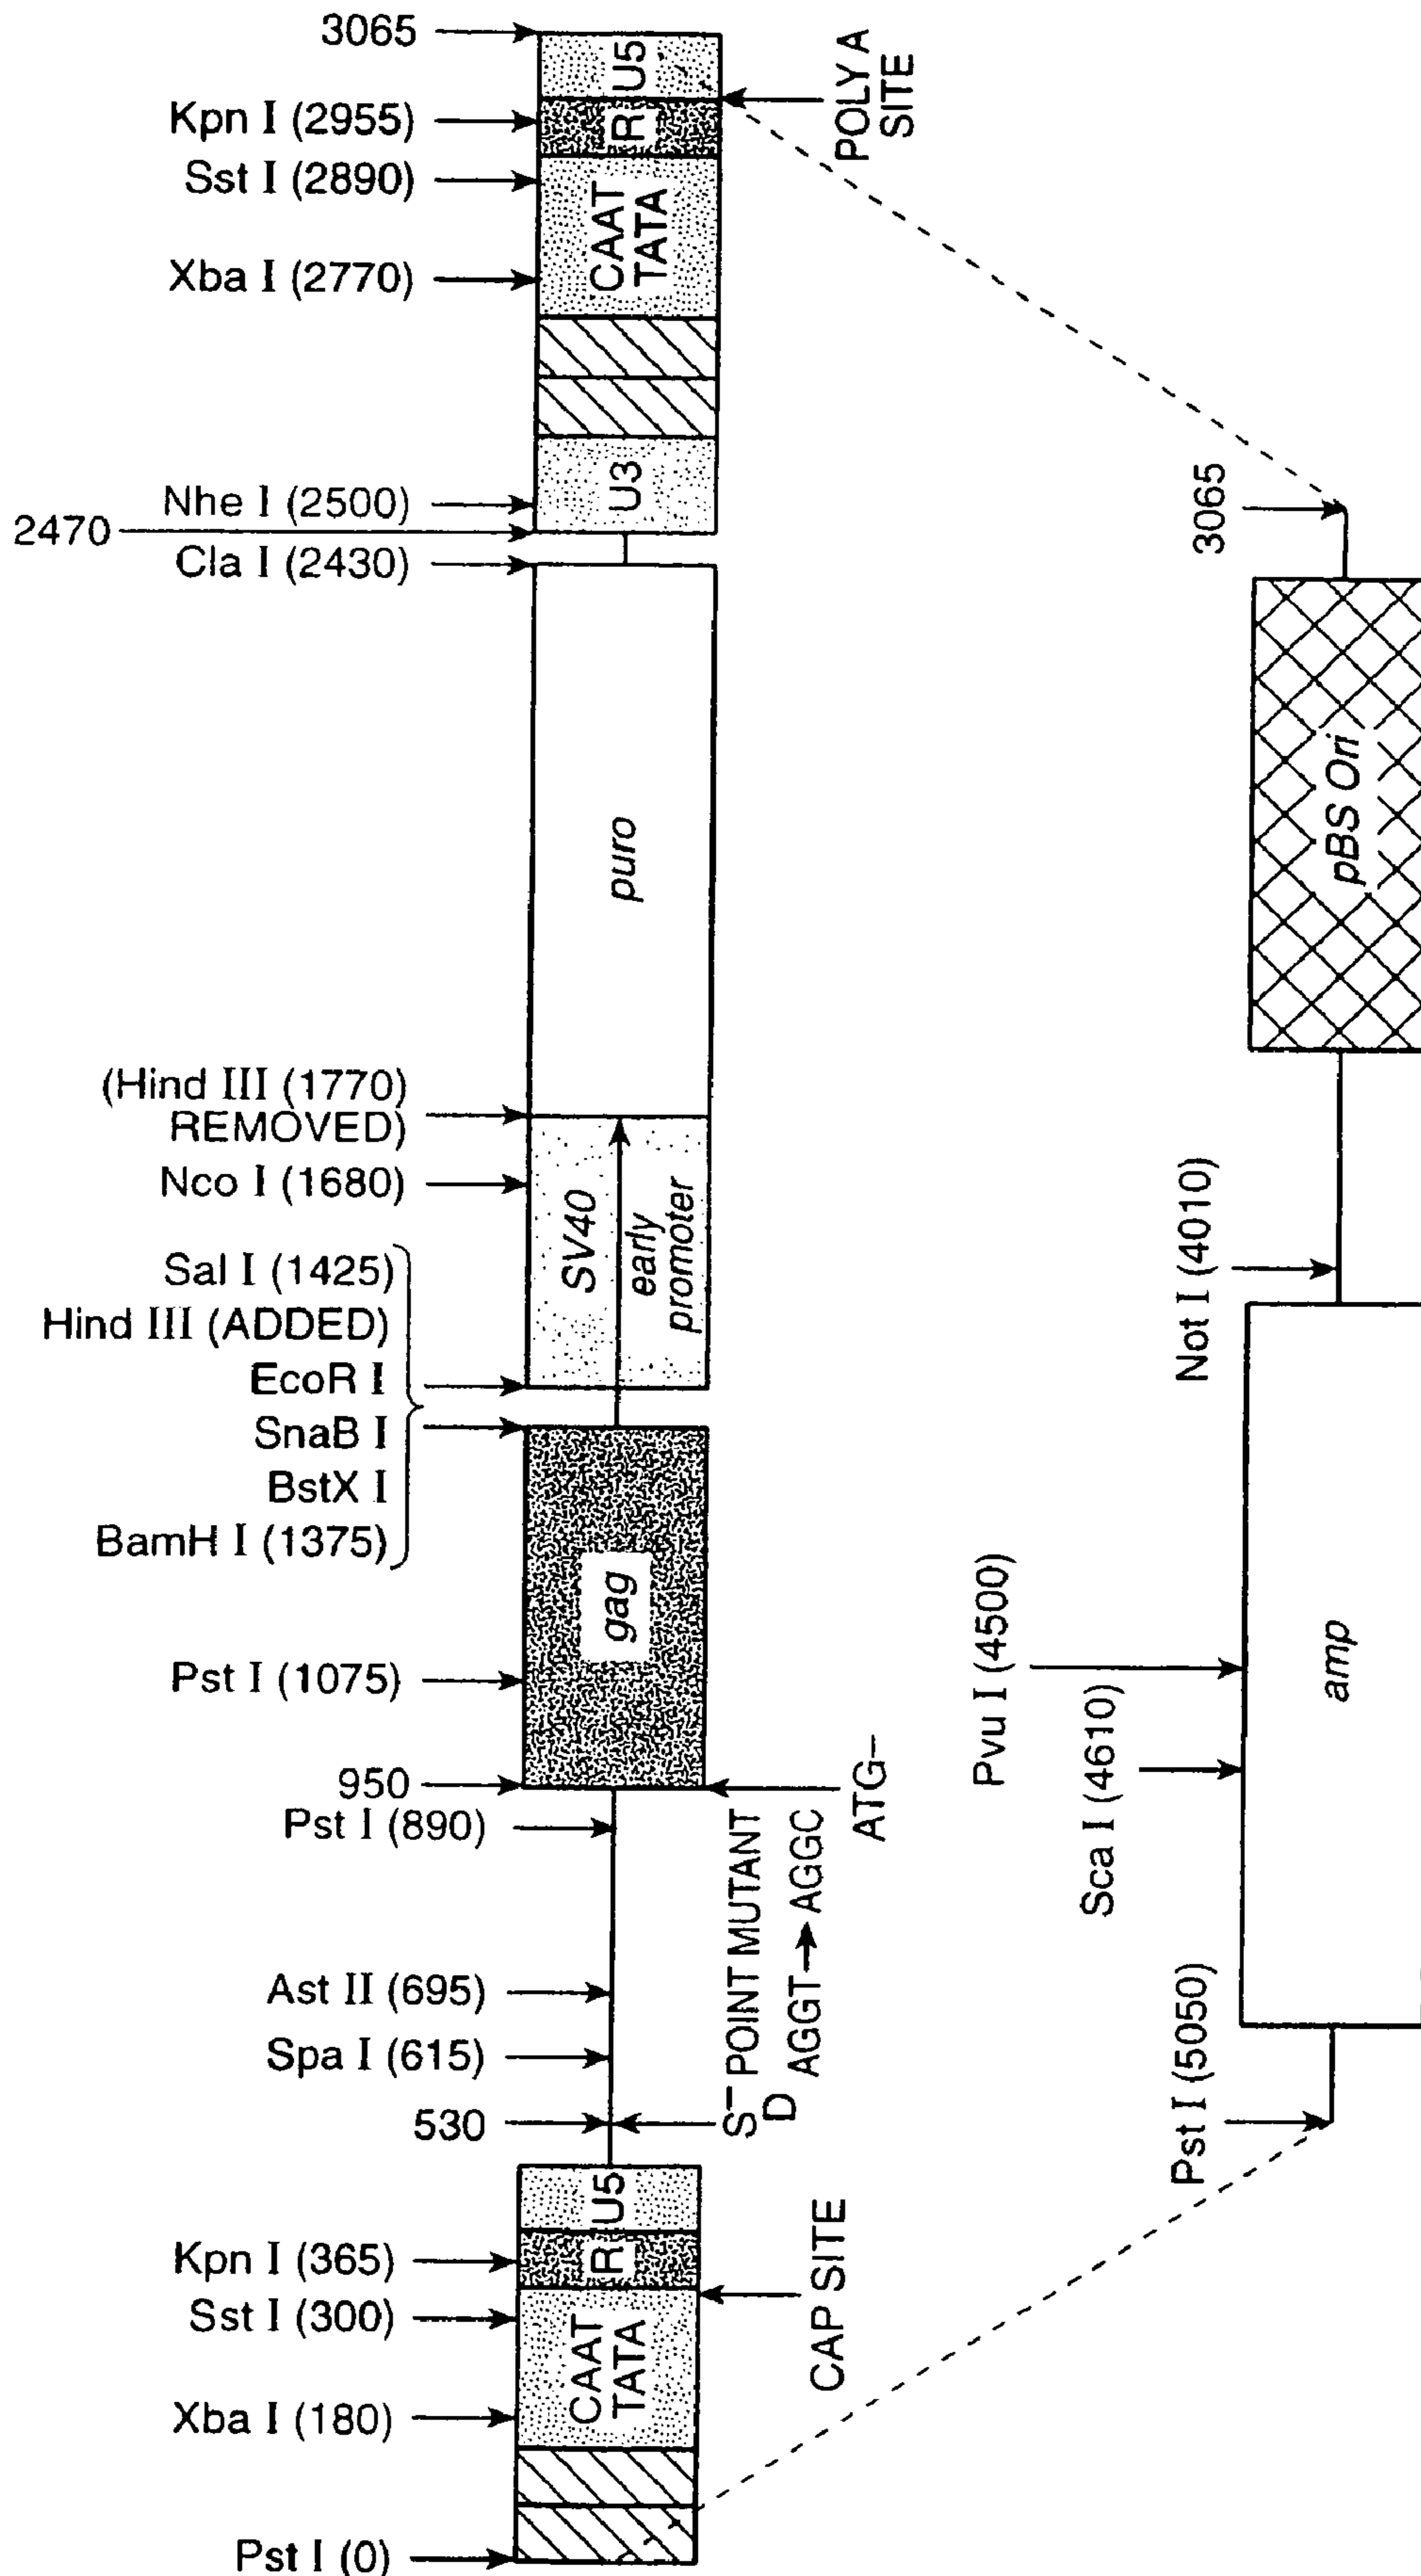 3065
Kpn I (2955)
Sst I (2890)
Xba I (2770)
Nhe I (2500)
2470
Cla I (2430)
(Hind III (1770)
REMOVED)
Nco I (1680)
Sal I (1425)
Hind III (ADDED)
EcoR I
SnaB I
BstX I
BamH I (1375)
Pst I (1075)
950
Pst I (890)
Ast II (695)
Spa I (615)
530
Kpn I (365)
Sst I (300)
Xba I (180)
Pst I (0)
U5
R
CAAT
TATA
U3
puro
SV40
early
promoter
gag
U5
R
CAAT
TATA
POLY A
SITE
ATG–
POINT MUTANT
AGGT→AGGC
S–
D
CAP SITE
3065
pBS Ori
Not I (4010)
Pvu I (4500)
Sca I (4610)
amp
Pst I (5050)